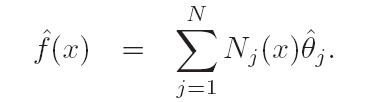 f̂(x) = ∑_{j=1}^{N} N_j(x)θ̂_j.